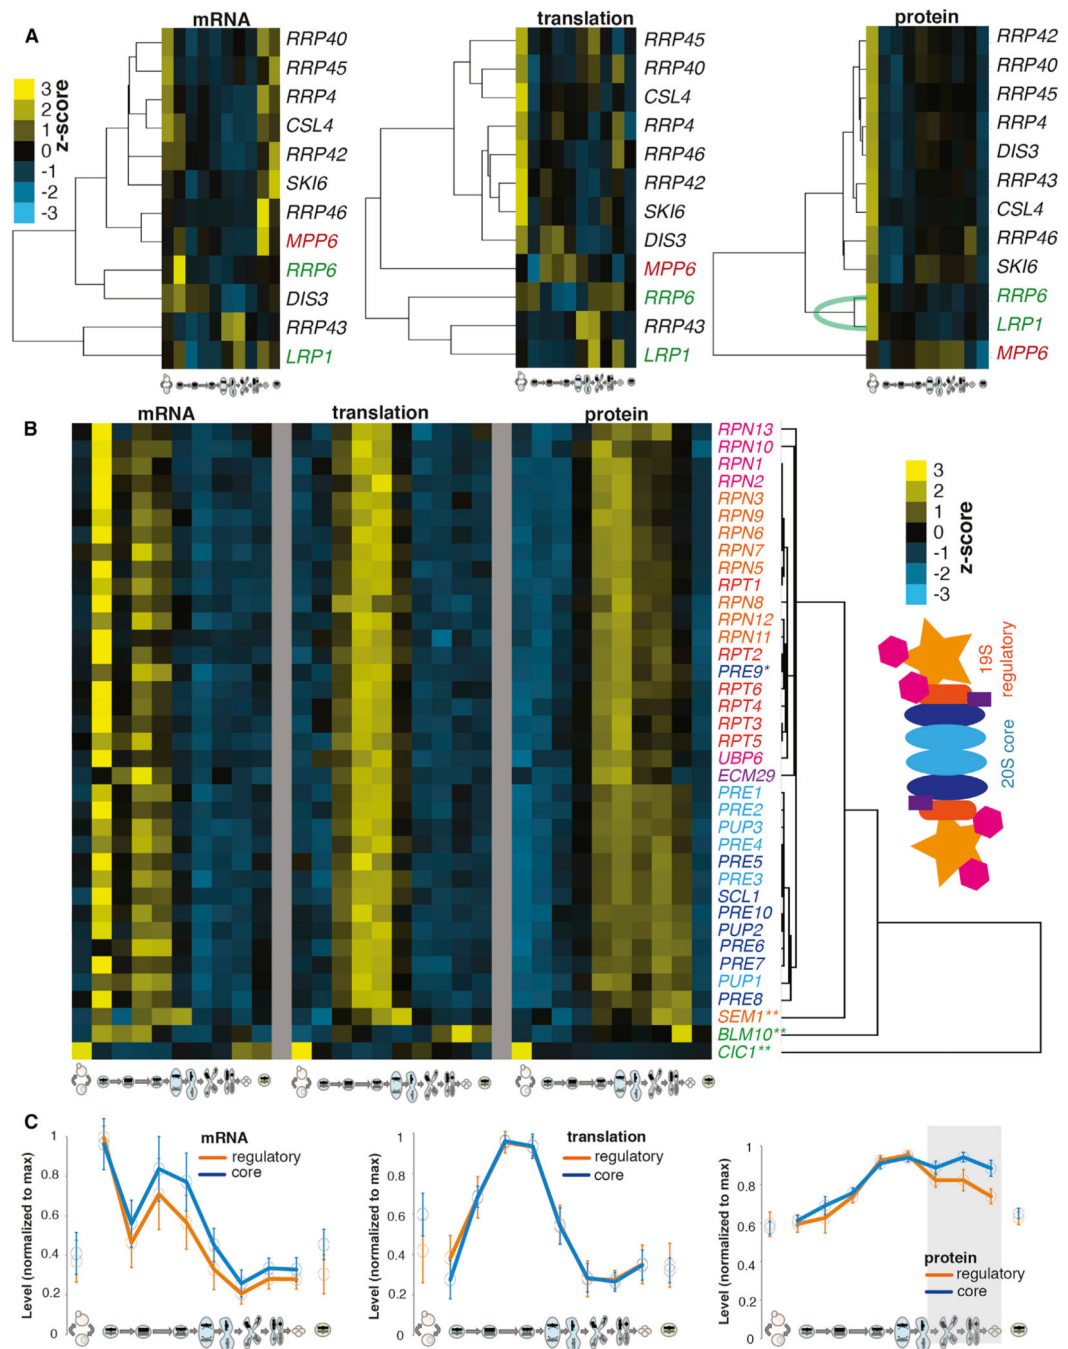 A
mRNA
translation
protein
3
2
1
0
-1
-2
-3
z-score
RRP40
RRP45
RRP4
CSL4
RRP42
SKI6
RRP46
MPP6
RRP6
DIS3
RRP43
LRP1
RRP45
RRP40
CSL4
RRP4
RRP46
RRP42
SKI6
DIS3
MPP6
RRP6
RRP43
LRP1
RRP42
RRP40
RRP45
RRP4
DIS3
RRP43
CSL4
RRP46
SKI6
RRP6
LRP1
MPP6
B
mRNA
translation
protein
RPN13
RPN10
RPN1
RPN2
RPN3
RPN9
RPN6
RPN7
RPN5
RPT1
RPN8
RPN12
RPN11
RPT2
PRE9*
RPT6
RPT4
RPT3
RPT5
UBP6
ECM29
PRE1
PRE2
PUP3
PRE4
PRE5
PRE3
SCL1
PRE10
PUP2
PRE6
PRE7
PUP1
PRE8
SEM1**
BLM10**
CIC1**
3
2
1
0
-1
-2
-3
z-score
19S
regulatory
20S core
C
Level (normalized to max)
1
0.8
0.6
0.4
0.2
0
mRNA
regulatory
core
Level (normalized to max)
1
0.8
0.6
0.4
0.2
0
translation
regulatory
core
Level (normalized to max)
1
0.8
0.6
0.4
0.2
0
protein
regulatory
core